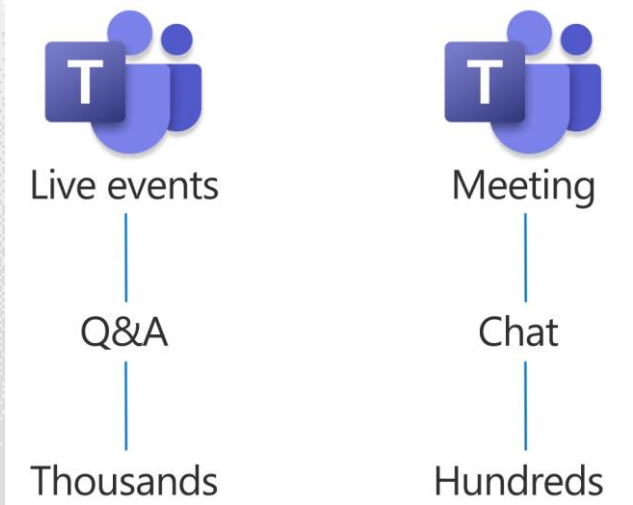 T
Live events
Q&A
Thousands
T
Meeting
Chat
Hundreds